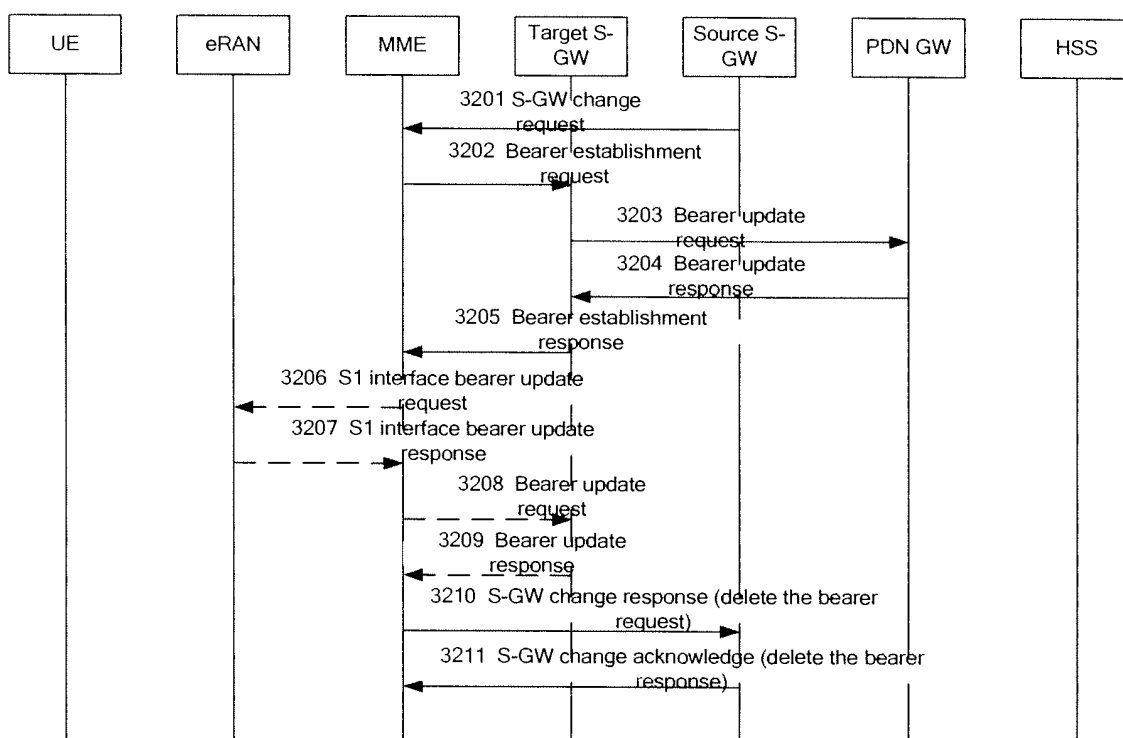 UE
eRAN
MME
Target S-
GW
Source S-
GW
PDN GW
HSS
3201 S-GW change
request
3202 Bearer establishment
request
3203 Bearer update
request
3204 Bearer update
response
3205 Bearer establishment
response
3206 S1 interface bearer update
request
3207 S1 interface bearer update
response
3208 Bearer update
request
3209 Bearer update
response
3210 S-GW change response (delete the bearer
request)
3211 S-GW change acknowledge (delete the bearer
response)